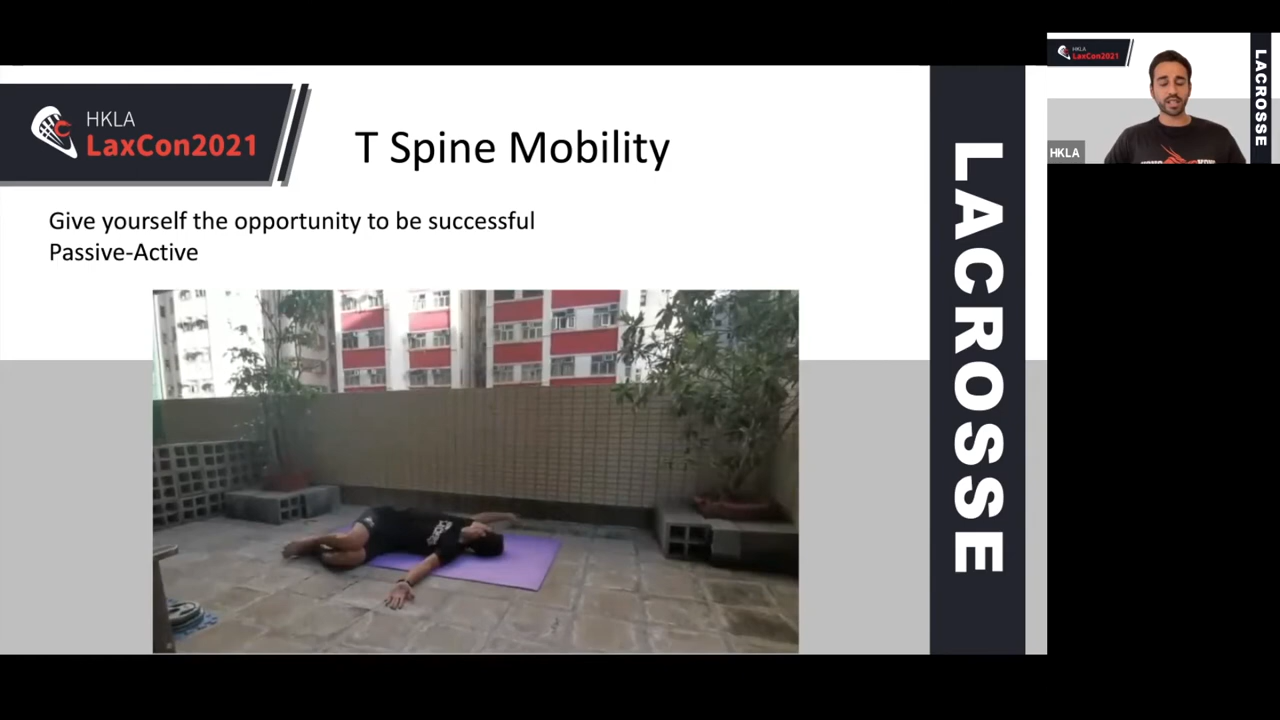 HKLA
LaxCon2021
T Spine Mobility
Give yourself the opportunity to be successful
Passive-Active
LACROSSE
HKLA
LaxCon2021
LACROSSE
HKLA